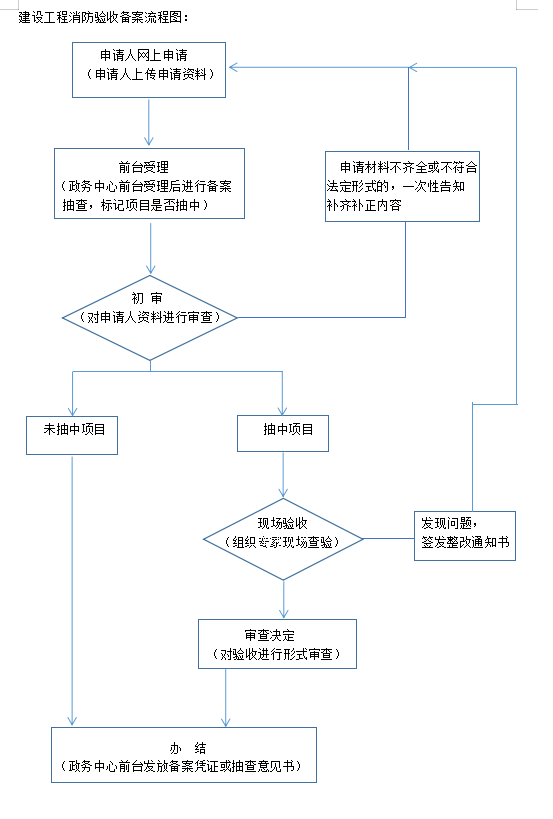 建设工程消防验收备案流程图：
申请人网上申请
（申请人上传申请资料）
前台受理
（政务中心前台受理后进行备案
抽查，标记项目是否抽中）
申请材料不齐全或不符合
法定形式的，一次性告知
补齐补正内容
初 审
（对申请人资料进行审查）
未抽中项目
抽中项目
现场验收
（组织专家现场查验）
发现问题，
签发整改通知书
审查决定
（对验收进行形式审查）
办 结
（政务中心前台发放备案凭证或抽查意见书）